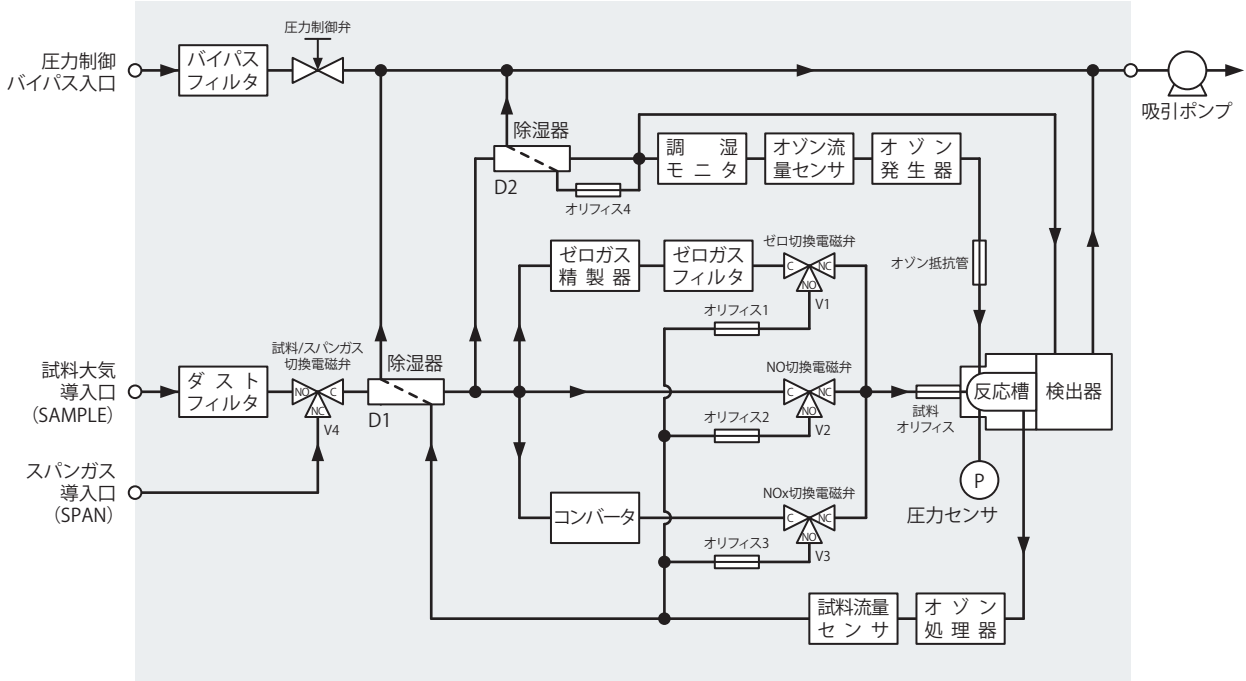 圧力制御弁
圧力制御
バイパス入口
バイパス
フィルタ
吸引ポンプ
除湿器
D2
オリフィス4
調 湿
モニタ
オゾン流
量センサ
オ ゾ ン
発 生 器
オゾン抵抗管
ゼロガス
精 製 器
ゼロガス
フィルタ
ゼロ切換電磁弁
C
NC
NO
V1
オリフィス1
試料大気
導入口
(SAMPLE)
ダ ス ト
フィルタ
試料/スパンガス
切換電磁弁
NO
C
NC
V4
除湿器
D1
NO切換電磁弁
C
NC
NO
V2
オリフィス2
試料
オリフィス
反応槽
検出器
P
圧力センサ
スパンガス
導入口
(SPAN)
コンバータ
NOx切換電磁弁
C
NC
NO
V3
オリフィス3
試料流量
セ ン サ
オ ゾ ン
処 理 器